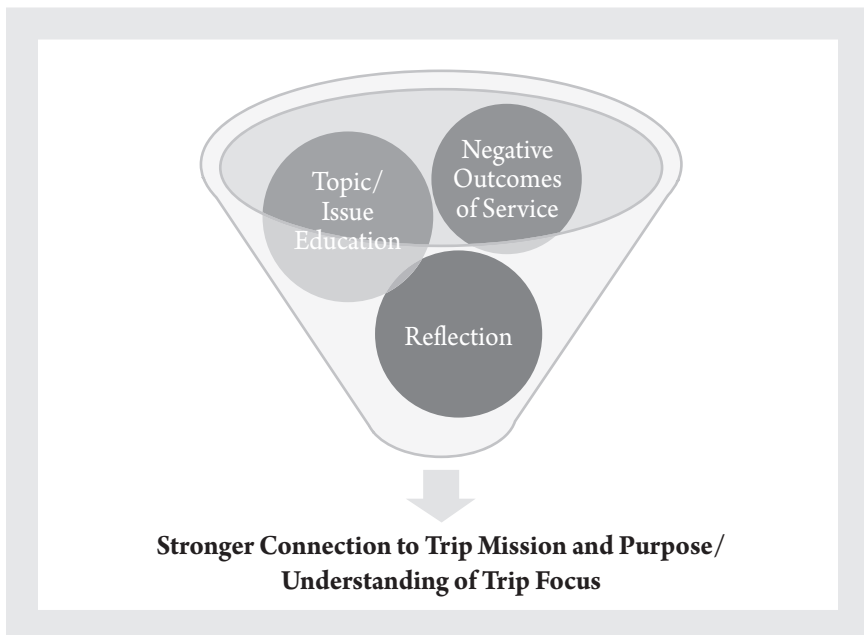 Topic/
Issue
Education
Negative
Outcomes
of Service
Reflection
Stronger Connection to Trip Mission and Purpose/
Understanding of Trip Focus